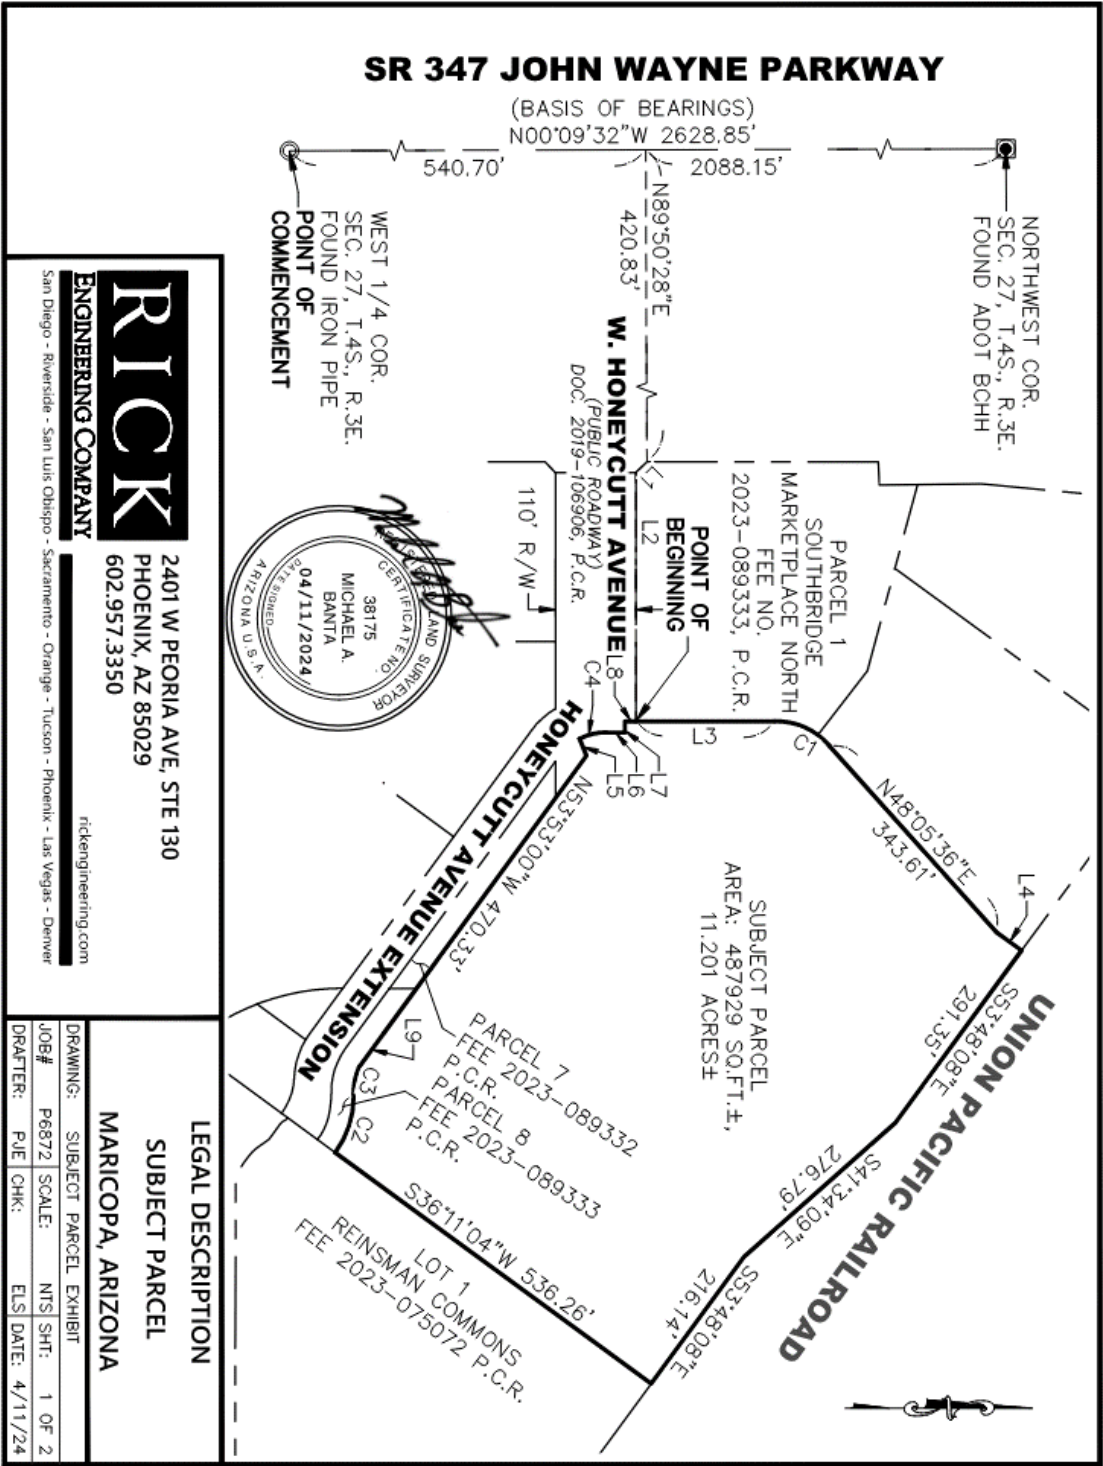 SR 347 JOHN WAYNE PARKWAY
(BASIS OF BEARINGS)
N00°09'32"W 2628.85'
540.70'
2088.15'
NORTHWEST COR.
SEC. 27, T.4S., R.3E.
FOUND ADOT BCHH
WEST 1/4 COR.
SEC. 27, T.4S., R.3E.
FOUND IRON PIPE
POINT OF
COMMENCEMENT
N89°50'28"E
420.83'
W. HONEYCUTT AVENUE
(PUBLIC ROADWAY)
DOC. 2019-106906, P.C.R.
110' R/W
L1
L2
POINT OF
BEGINNING
PARCEL 1
SOUTHBRIDGE
MARKETPLACE NORTH
FEE NO.
2023-089333, P.C.R.
L8
C4
L3
C1
L7
L6
L5
N48°05'36"E
343.61'
L4
S53°48'08"E
291.35'
UNION PACIFIC RAILROAD
S41°34'09"E
276.79'
S53°48'08"E
216.14'
SUBJECT PARCEL
AREA: 487929 SQ.FT.±,
11.201 ACRES±
HONEYCUTT AVENUE EXTENSION
N53°53'00"W 470.33'
L9
C3
C2
PARCEL 7
FEE 2023-089332
P.C.R.
PARCEL 8
FEE 2023-089333
P.C.R.
S36°11'04"W 536.26'
LOT 1
REINSMAN COMMONS
FEE 2023-075072 P.C.R.
REGISTERED LAND SURVEYOR
CERTIFICATE NO.
38175
MICHAEL A.
BANTA
04/11/2024
DATE SIGNED
ARIZONA U.S.A.
RICK
ENGINEERING COMPANY
2401 W PEORIA AVE, STE 130
PHOENIX, AZ 85029
602.957.3350
rickengineering.com
San Diego - Riverside - San Luis Obispo - Sacramento - Orange - Tucson - Phoenix - Las Vegas - Denver
LEGAL DESCRIPTION
SUBJECT PARCEL
MARICOPA, ARIZONA
DRAWING: SUBJECT PARCEL EXHIBIT
JOB# P6872 SCALE: NTS SHT: 1 OF 2
DRAFTER: PJE CHK: ELS DATE: 4/11/24